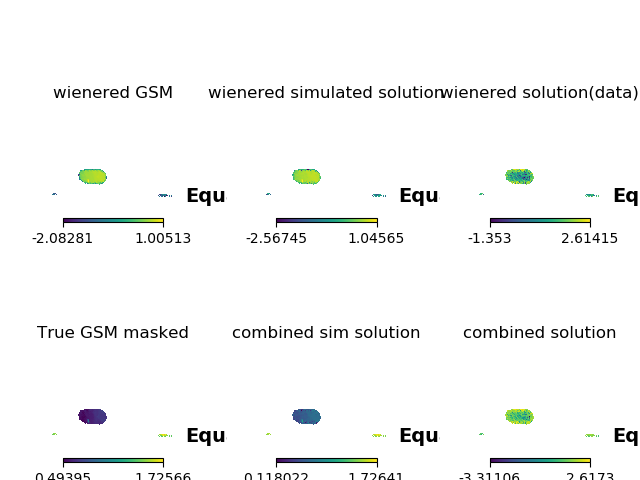 wienered GSM
wienered simulated solution
wienered solution(data)
Equ
Equ
Eq
-2.08281 1.00513
-2.56745 1.04565
-1.353 2.61415
True GSM masked
combined sim solution
combined solution
Equ
Equ
Eq
0.49395 1.72566
0.118022 1.72641
-3.31106 2.6173